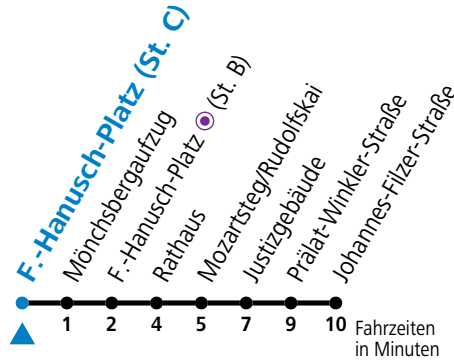 F.-Hanusch-Platz (St. C)
Mönchsbergaufzug
F.-Hanusch-Platz (St. B)
Rathaus
Mozartsteg/Rudolfskai
Justizgebäude
Prälat-Winkler-Straße
Johannes-Filzer-Straße
1 2 4 5 7 9 10 Fahrzeiten
in Minuten